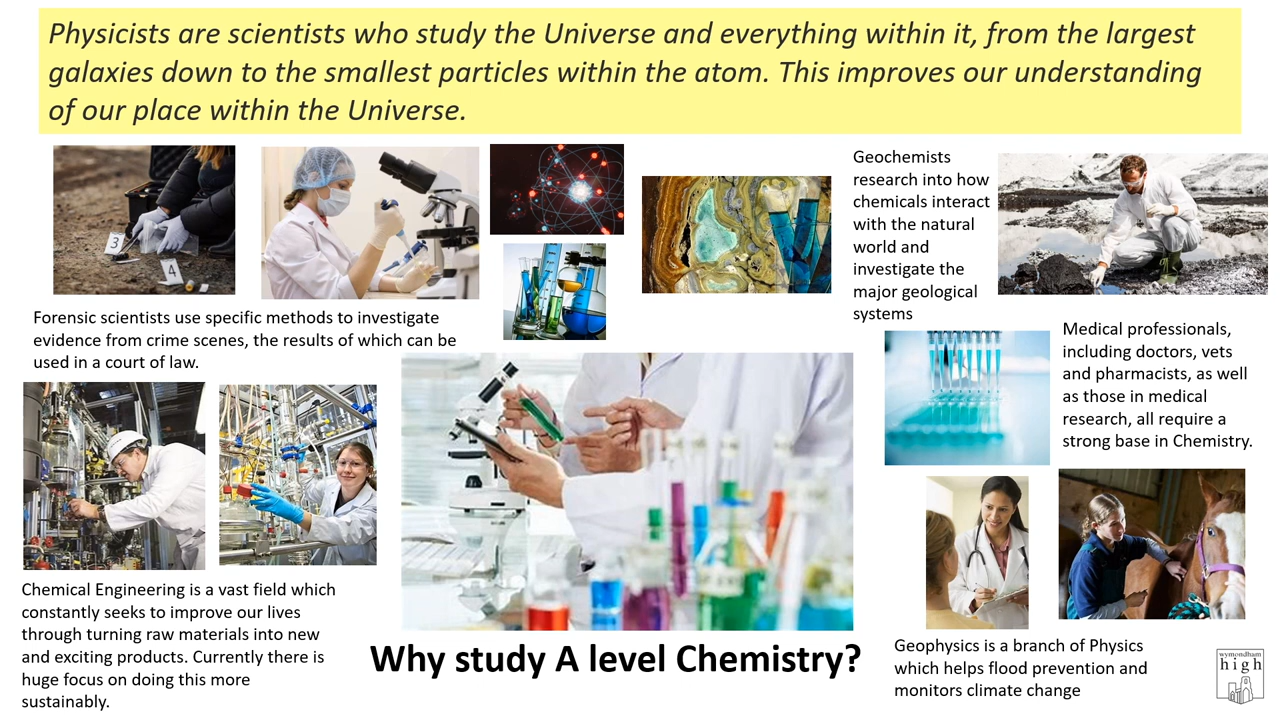 Physicists are scientists who study the Universe and everything within it, from the largest
galaxies down to the smallest particles within the atom. This improves our understanding
of our place within the Universe.
3
4
Forensic scientists use specific methods to investigate
evidence from crime scenes, the results of which can be
used in a court of law.
Geochemists
research into how
chemicals interact
with the natural
world and
investigate the
major geological
systems
Medical professionals,
including doctors, vets
and pharmacists, as well
as those in medical
research, all require a
strong base in Chemistry.
Chemical Engineering is a vast field which
constantly seeks to improve our lives
through turning raw materials into new
and exciting products. Currently there is
huge focus on doing this more
sustainably.
Why study A level Chemistry?
Geophysics is a branch of Physics
which helps flood prevention and
monitors climate change
wymondham
high